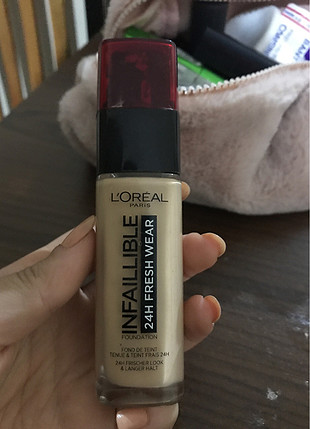 L'ORÉAL
PARIS
INFAILLIBLE
24H FRESH WEAR
FOUNDATION
FOND DE TEINT
TENUE & TEINT FRAIS 24H
24H FRISCHER LOOK
& LANGER HALT